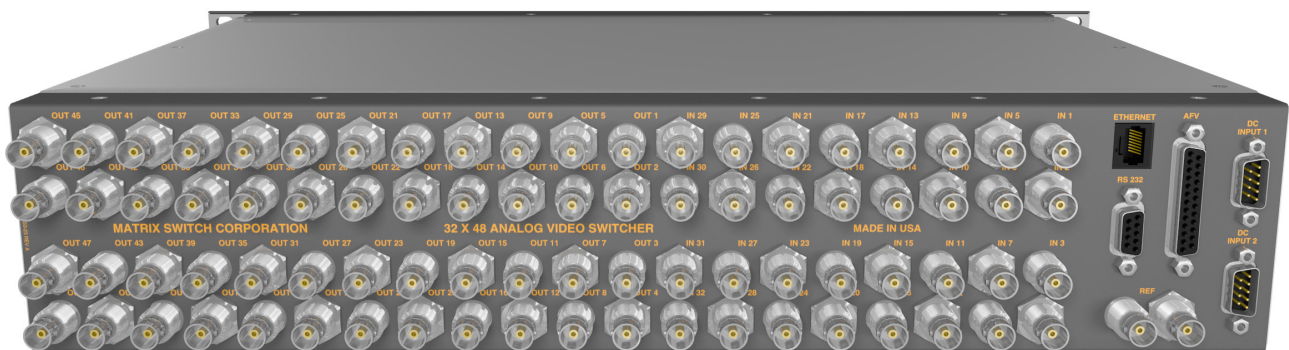 OUT 45 OUT 41 OUT 37 OUT 33 OUT 29 OUT 25 OUT 21 OUT 17 OUT 13 OUT 9 OUT 5 OUT 1 IN 29 IN 25 IN 21 IN 17 IN 13 IN 9 IN 5 IN 1
ETHERNET
AFV
DC
INPUT 1
OUT 22 OUT 18 OUT 14 OUT 10 OUT 6 OUT 2 IN 30 IN 26 IN 22
RS 232
MATRIX SWITCH CORPORATION
32 X 48 ANALOG VIDEO SWITCHER
MADE IN USA
DC
INPUT 2
OUT 47 OUT 43 OUT 39 OUT 35 OUT 31 OUT 27 OUT 23 OUT 19 OUT 15 OUT 11 OUT 7 OUT 3 IN 31 IN 27 IN 23 IN 19 IN 15 IN 11 IN 7 IN 3
OUT 12 OUT 8 OUT 4
REF